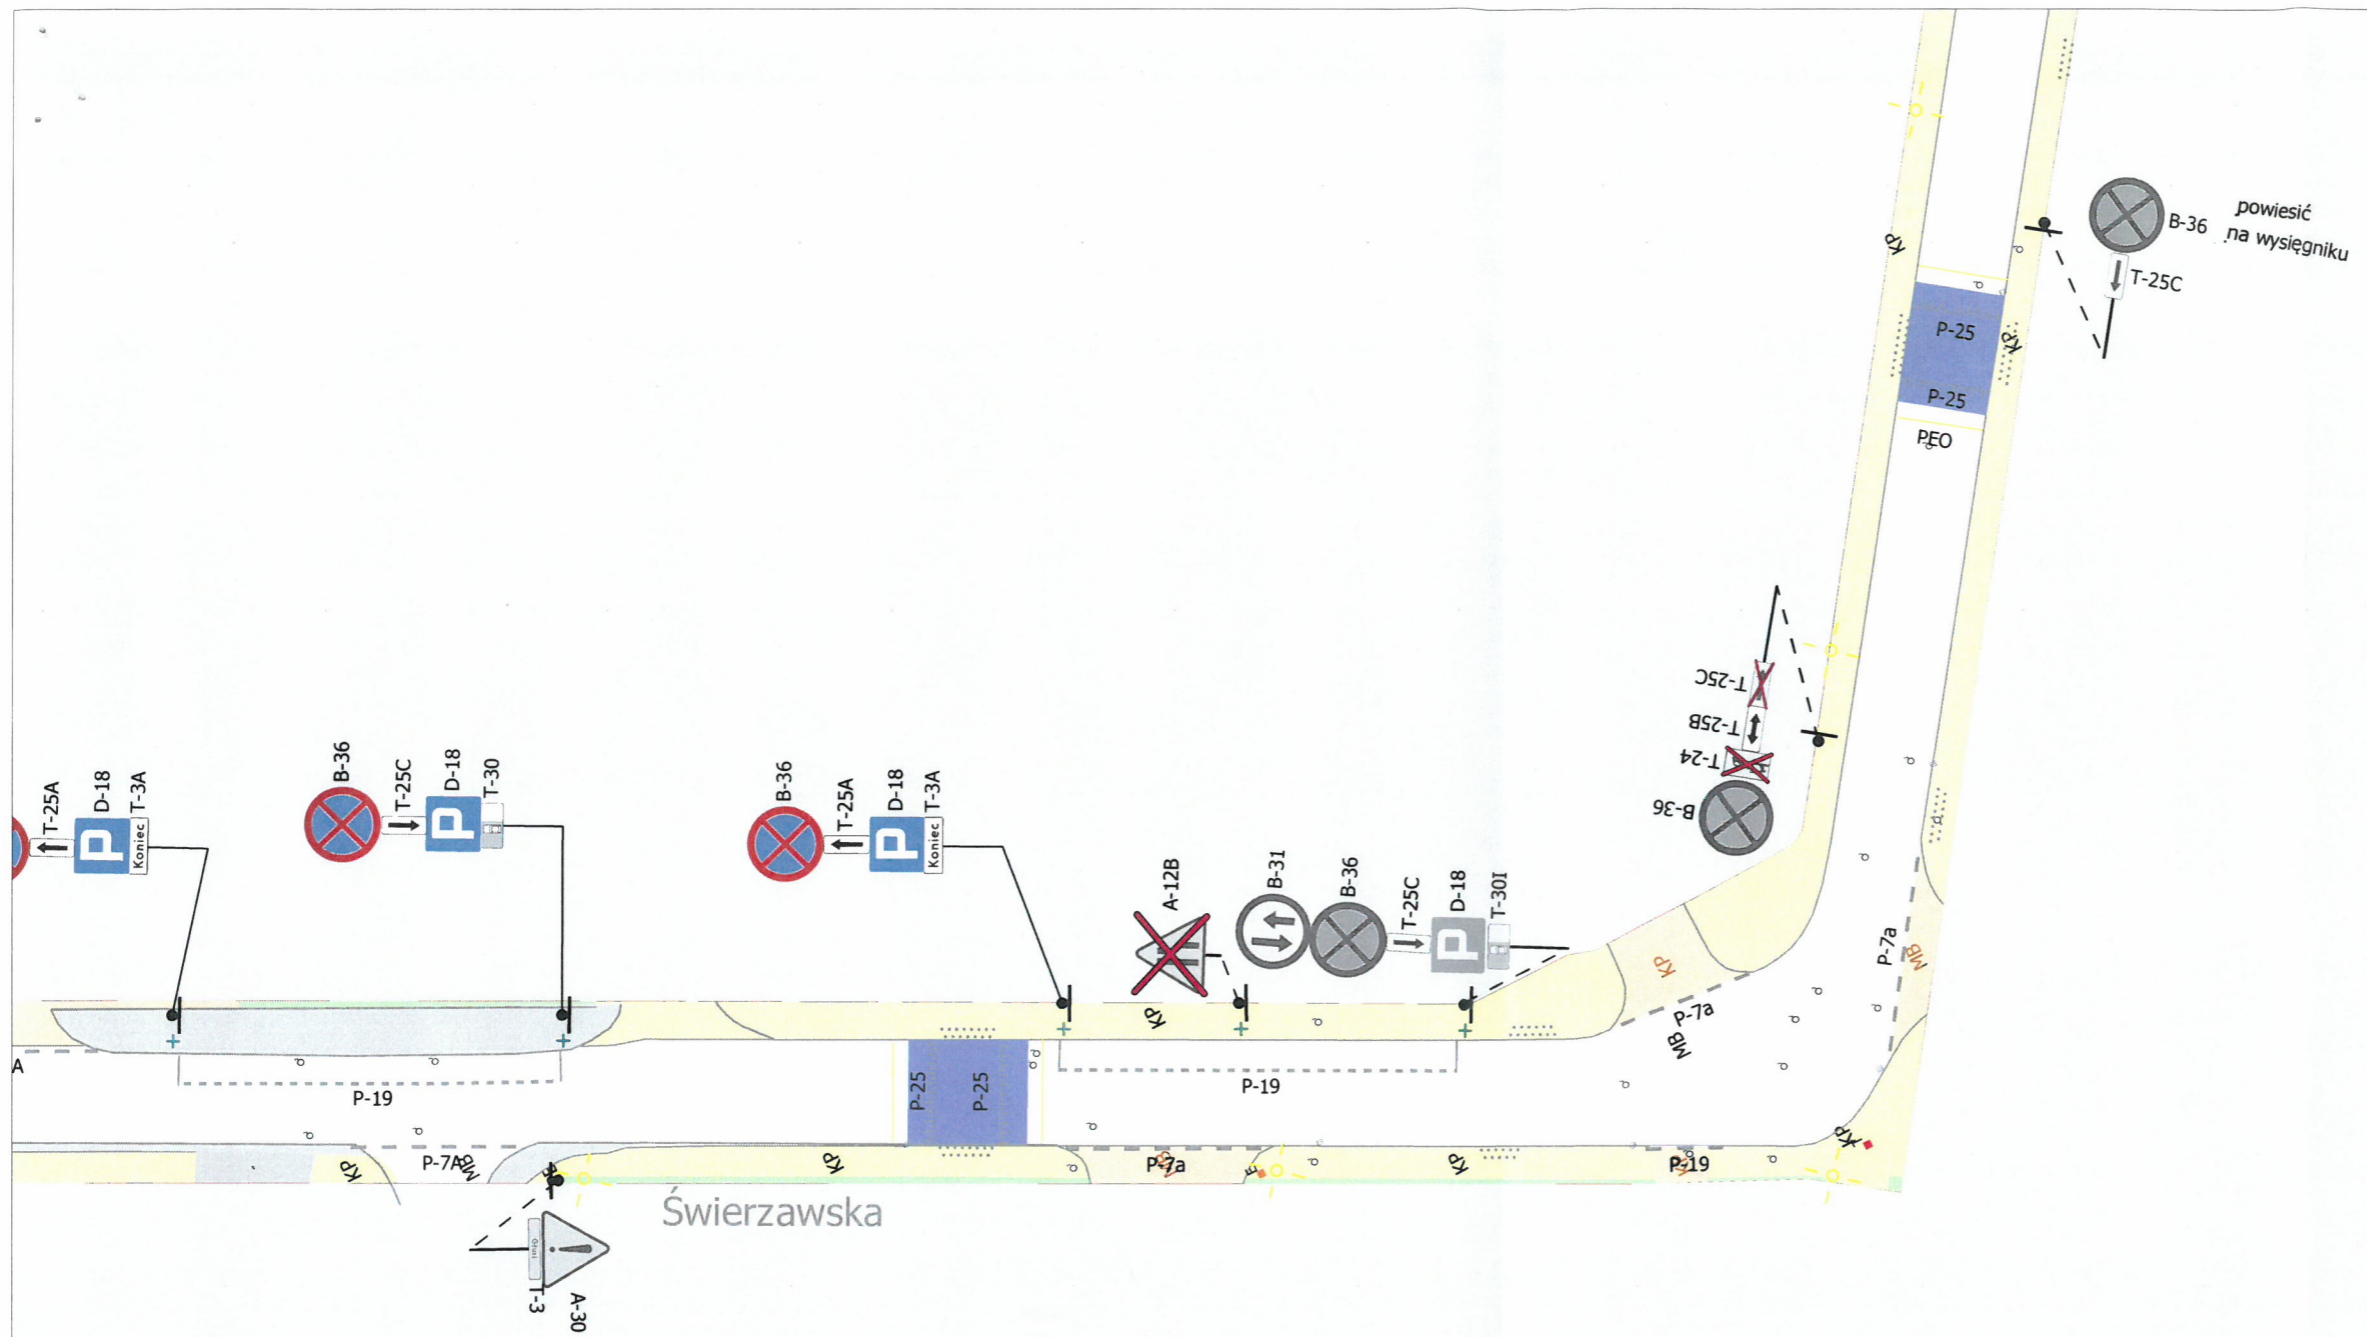 B-36
powiesić
na wysięgniku
T-25C
KP
P-25
KP
P-25
PEO
T-25C
T-25B
T-24
B-36
T-25A
D-18
T-3A
P
Koniec
B-36
T-25C
D-18
T-30
P
B-36
T-25A
D-18
T-3A
P
Koniec
A-12B
B-31
B-36
T-25C
D-18
T-30I
P
KP
KP
P-7a
MB
P-7a
MB
A
P-19
P-25
P-25
P-19
KP
P-7A
MB
KP
P-7a
KP
P-19
KP
Świerzawska
T-3
A-30